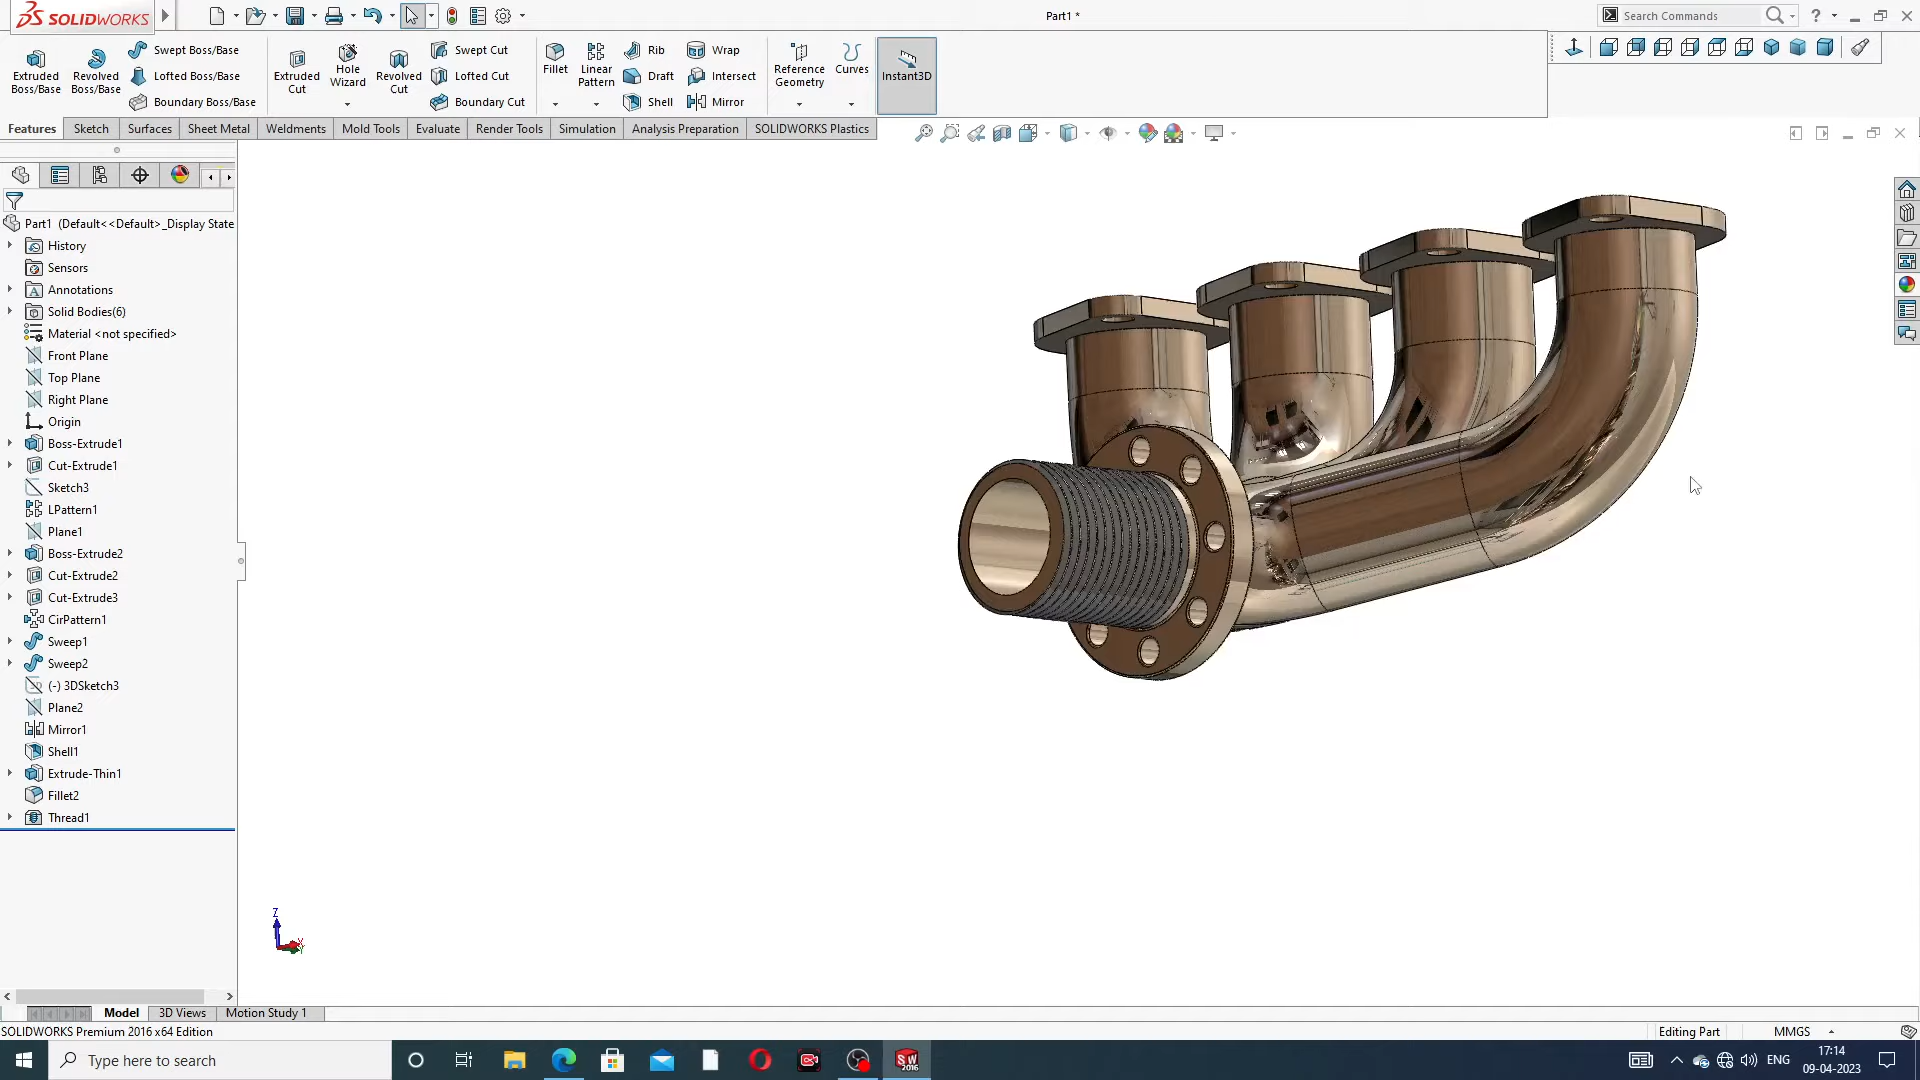 SOLIDWORKS
Part1 *
Search Commands
Extruded Boss/Base
Revolved Boss/Base
Swept Boss/Base
Lofted Boss/Base
Boundary Boss/Base
Extruded Cut
Hole Wizard
Revolved Cut
Swept Cut
Lofted Cut
Boundary Cut
Fillet
Linear Pattern
Rib
Draft
Shell
Wrap
Intersect
Mirror
Reference Geometry
Curves
Instant3D
Features
Sketch
Surfaces
Sheet Metal
Weldments
Mold Tools
Evaluate
Render Tools
Simulation
Analysis Preparation
SOLIDWORKS Plastics
Part1 (Default<<Default>_Display State
History
Sensors
Annotations
Solid Bodies(6)
Material <not specified>
Front Plane
Top Plane
Right Plane
Origin
Boss-Extrude1
Cut-Extrude1
Sketch3
LPattern1
Plane1
Boss-Extrude2
Cut-Extrude2
Cut-Extrude3
CirPattern1
Sweep1
Sweep2
(-) 3DSketch3
Plane2
Mirror1
Shell1
Extrude-Thin1
Fillet2
Thread1
Z
Model
3D Views
Motion Study 1
SOLIDWORKS Premium 2016 x64 Edition
Editing Part
MMGS
Type here to search
SW
2016
ENG
17:14
09-04-2023